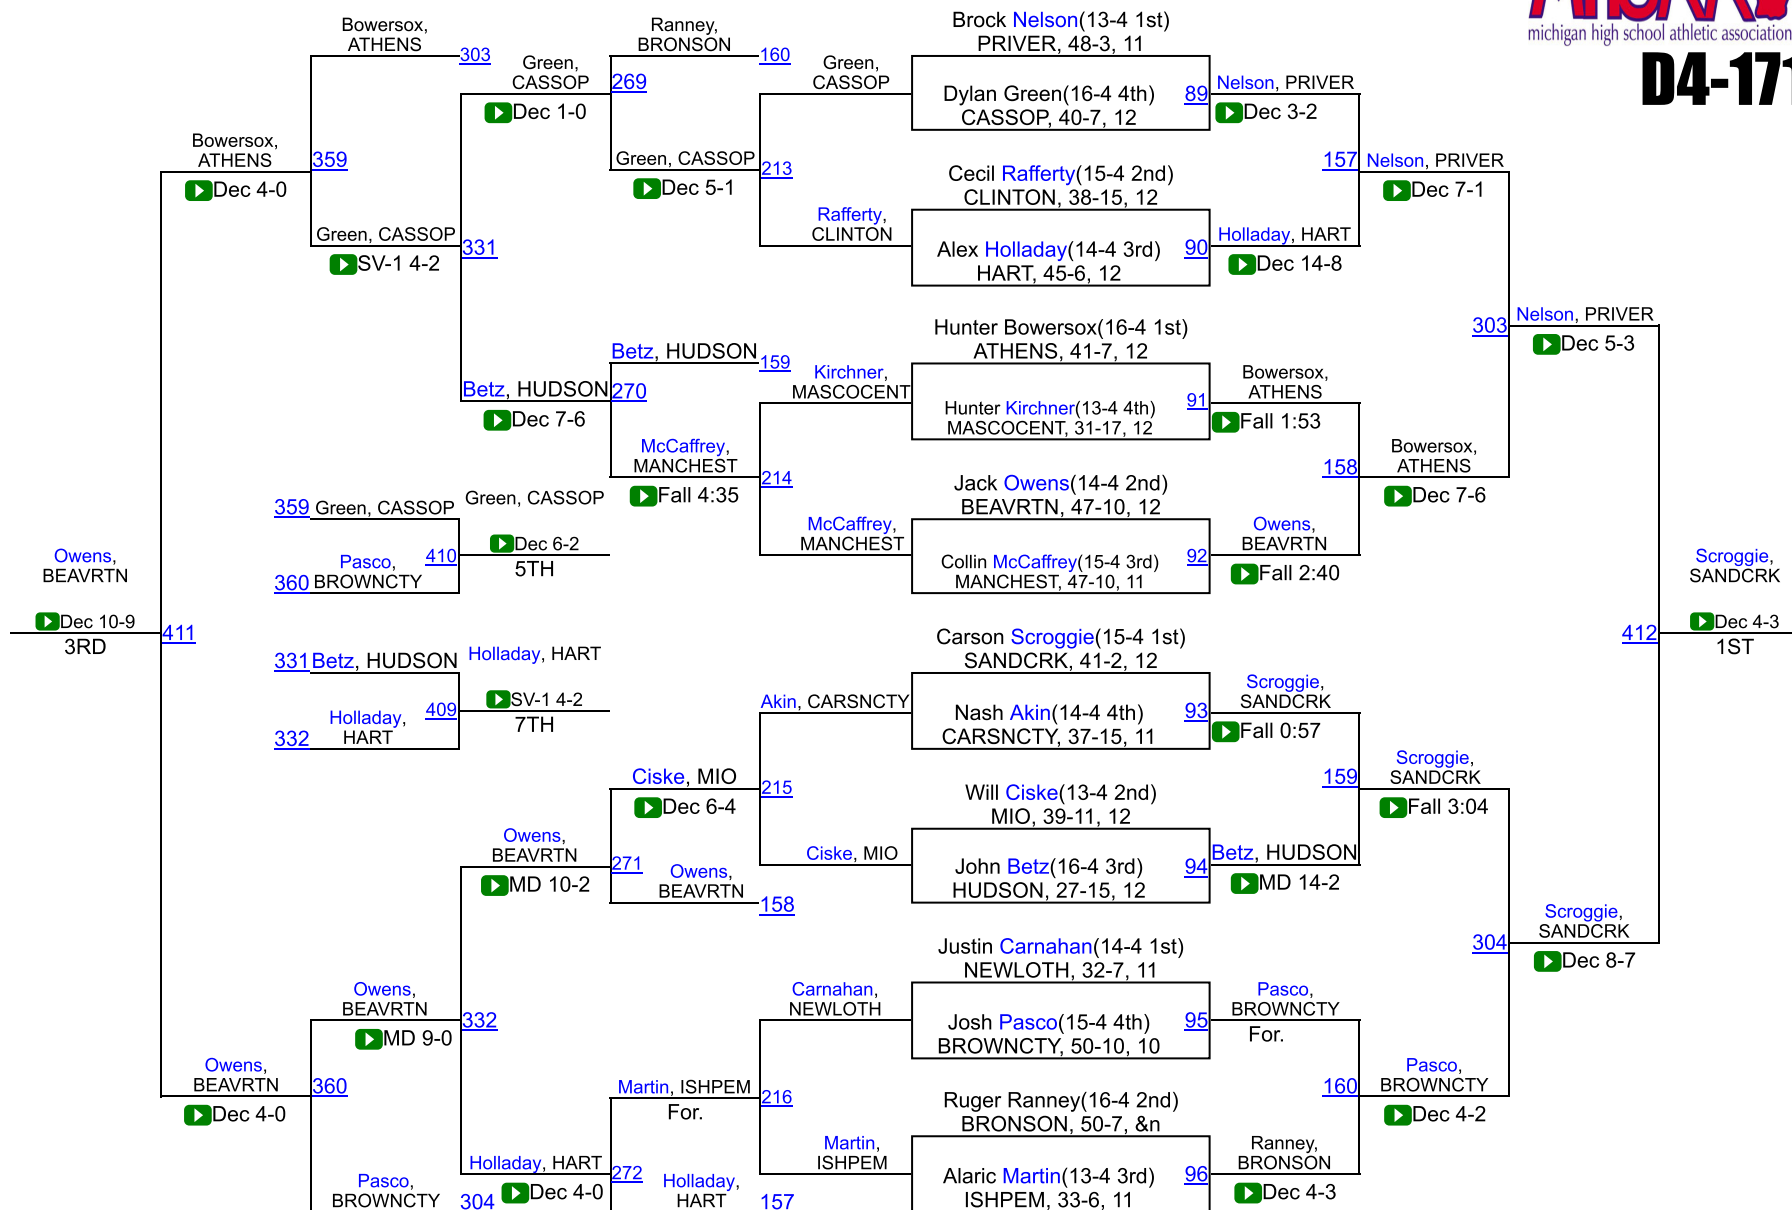 MHSAA
michigan high school athletic association
D4-171
Brock Nelson(13-4 1st)
PRIVER, 48-3, 11
Dylan Green(16-4 4th)
CASSOP, 40-7, 12
89
Cecil Rafferty(15-4 2nd)
CLINTON, 38-15, 12
Alex Holladay(14-4 3rd)
HART, 45-6, 12
90
Hunter Bowersox(16-4 1st)
ATHENS, 41-7, 12
Hunter Kirchner(13-4 4th)
MASCOCENT, 31-17, 12
91
Jack Owens(14-4 2nd)
BEAVRTN, 47-10, 12
Collin McCaffrey(15-4 3rd)
MANCHEST, 47-10, 11
92
Carson Scroggie(15-4 1st)
SANDCRK, 41-2, 12
Nash Akin(14-4 4th)
CARSNCTY, 37-15, 11
93
Will Ciske(13-4 2nd)
MIO, 39-11, 12
John Betz(16-4 3rd)
HUDSON, 27-15, 12
94
Justin Carnahan(14-4 1st)
NEWLOTH, 32-7, 11
Josh Pasco(15-4 4th)
BROWNCTY, 50-10, 10
95
Ruger Ranney(16-4 2nd)
BRONSON, 50-7, &n
Alaric Martin(13-4 3rd)
ISHPEM, 33-6, 11
96
Nelson, PRIVER
Dec 3-2
157
Holladay, HART
Dec 14-8
Bowersox,
ATHENS
Fall 1:53
158
Owens,
BEAVRTN
Fall 2:40
Scroggie,
SANDCRK
Fall 0:57
159
Betz, HUDSON
MD 14-2
Pasco,
BROWNCTY
For.
160
Ranney,
BRONSON
Dec 4-3
Nelson, PRIVER
Dec 7-1
303
Bowersox,
ATHENS
Dec 7-6
Scroggie,
SANDCRK
Fall 3:04
304
Pasco,
BROWNCTY
Dec 4-2
Nelson, PRIVER
Dec 5-3
412
Scroggie,
SANDCRK
Dec 8-7
Scroggie,
SANDCRK
Dec 4-3
1ST
Green,
CASSOP
213
Rafferty,
CLINTON
Kirchner,
MASCOCENT
214
McCaffrey,
MANCHEST
Akin, CARSNCTY
215
Ciske, MIO
Carnahan,
NEWLOTH
216
Martin,
ISHPEM
Ranney,
BRONSON
160
269
Green, CASSOP
Dec 5-1
Betz, HUDSON
159
270
McCaffrey,
MANCHEST
Fall 4:35
Ciske, MIO
Dec 6-4
271
Owens,
BEAVRTN
158
Martin, ISHPEM
For.
272
Holladay,
HART
157
Green,
CASSOP
Dec 1-0
331
Betz, HUDSON
Dec 7-6
Owens,
BEAVRTN
MD 10-2
332
Holladay, HART
Dec 4-0
Bowersox,
ATHENS
303
359
Green, CASSOP
SV-1 4-2
Owens,
BEAVRTN
MD 9-0
360
Pasco,
BROWNCTY
304
Bowersox,
ATHENS
Dec 4-0
411
Owens,
BEAVRTN
Dec 4-0
Owens,
BEAVRTN
Dec 10-9
3RD
359
Green, CASSOP
410
360
Pasco,
BROWNCTY
Green, CASSOP
Dec 6-2
5TH
331
Betz, HUDSON
409
332
Holladay,
HART
Holladay, HART
SV-1 4-2
7TH